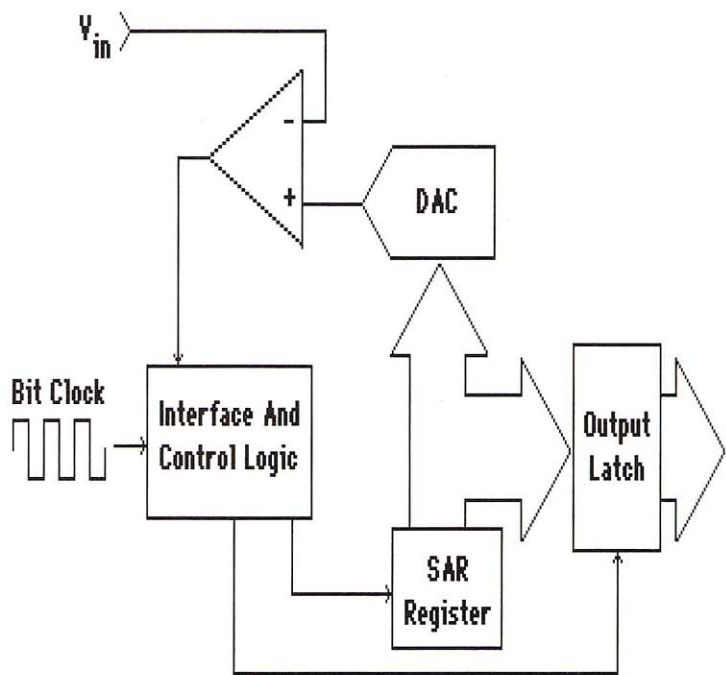 Vin
-
+
DAC
Bit Clock
Interface And
Control Logic
Output
Latch
SAR
Register